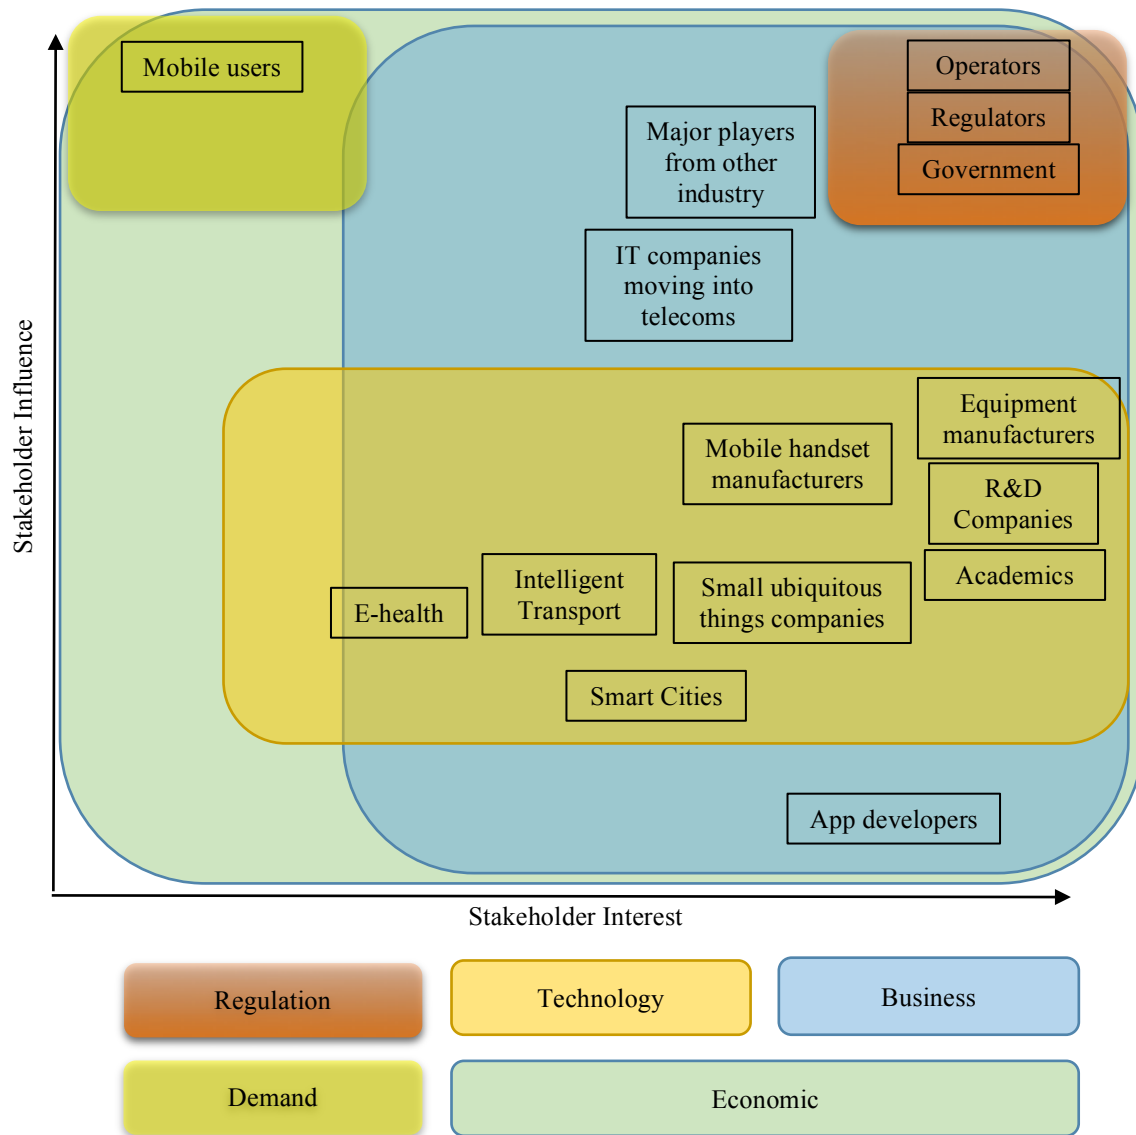 Mobile users
Operators
Regulators
Government
Major players
from other
industry
IT companies
moving into
telecoms
Stakeholder Influence
Equipment
manufacturers
Mobile handset
manufacturers
R&D
Companies
Academics
Intelligent
Transport
Small ubiquitous
things companies
E-health
Smart Cities
App developers
Stakeholder Interest
Regulation
Technology
Business
Demand
Economic